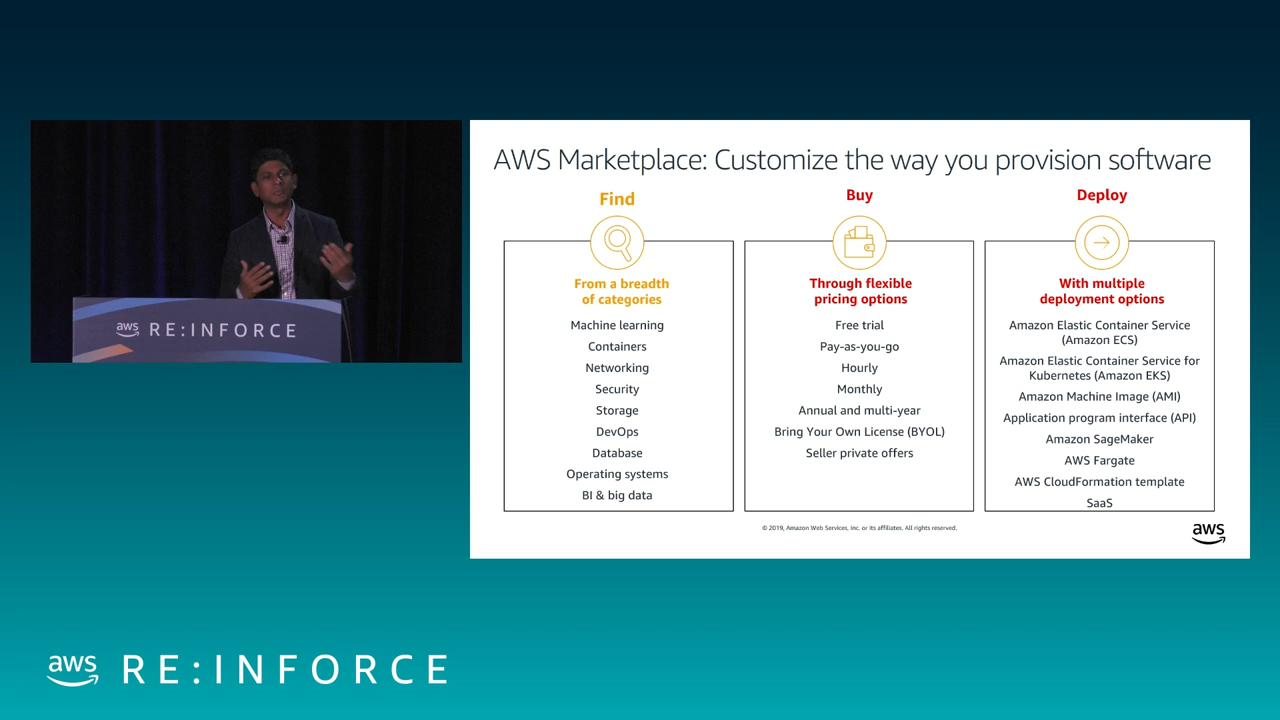 AWS Marketplace: Customize the way you provision software
Find
From a breadth
of categories
Machine learning
Containers
Networking
Security
Storage
DevOps
Database
Operating systems
BI & big data
Buy
Through flexible
pricing options
Free trial
Pay-as-you-go
Hourly
Monthly
Annual and multi-year
Bring Your Own License (BYOL)
Seller private offers
Deploy
With multiple
deployment options
Amazon Elastic Container Service
(Amazon ECS)
Amazon Elastic Container Service for
Kubernetes (Amazon EKS)
Amazon Machine Image (AMI)
Application program interface (API)
Amazon SageMaker
AWS Fargate
AWS CloudFormation template
SaaS
© 2019, Amazon Web Services, Inc. or its affiliates. All rights reserved.
aws
aws RE:INFORCE
aws RE:INFORCE